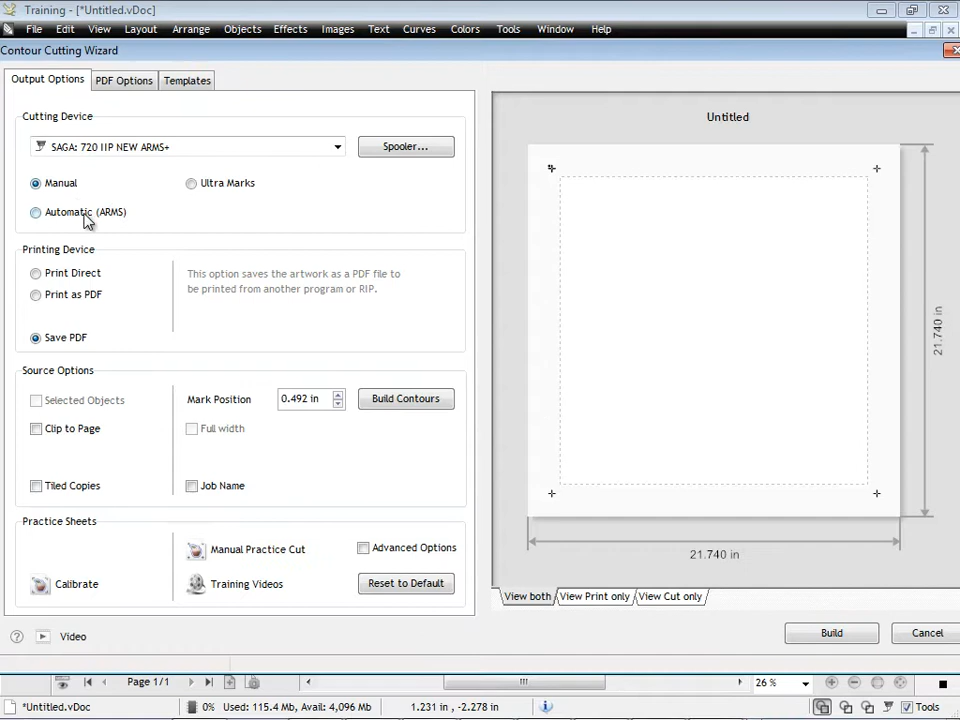 Training - [*Untitled.vDoc]
File Edit View Layout Arrange Objects Effects Images Text Curves Colors Tools Window Help
Contour Cutting Wizard
Output Options PDF Options Templates
Cutting Device
SAGA: 720 IIP NEW ARMS+ Spooler...
Manual Ultra Marks
Automatic (ARMS)
Printing Device
Print Direct
Print as PDF
Save PDF
This option saves the artwork as a PDF file to
be printed from another program or RIP.
Source Options
Selected Objects Mark Position 0.492 in Build Contours
Clip to Page Full width
Tiled Copies Job Name
Practice Sheets
Manual Practice Cut Advanced Options
Calibrate Training Videos Reset to Default
Video
Untitled
21.740 in
21.740 in
View both View Print only View Cut only
Build Cancel
Page 1/1 26 %
*Untitled.vDoc 0% Used: 115.4 Mb, Avail: 4,096 Mb 1.231 in , -2.278 in Tools